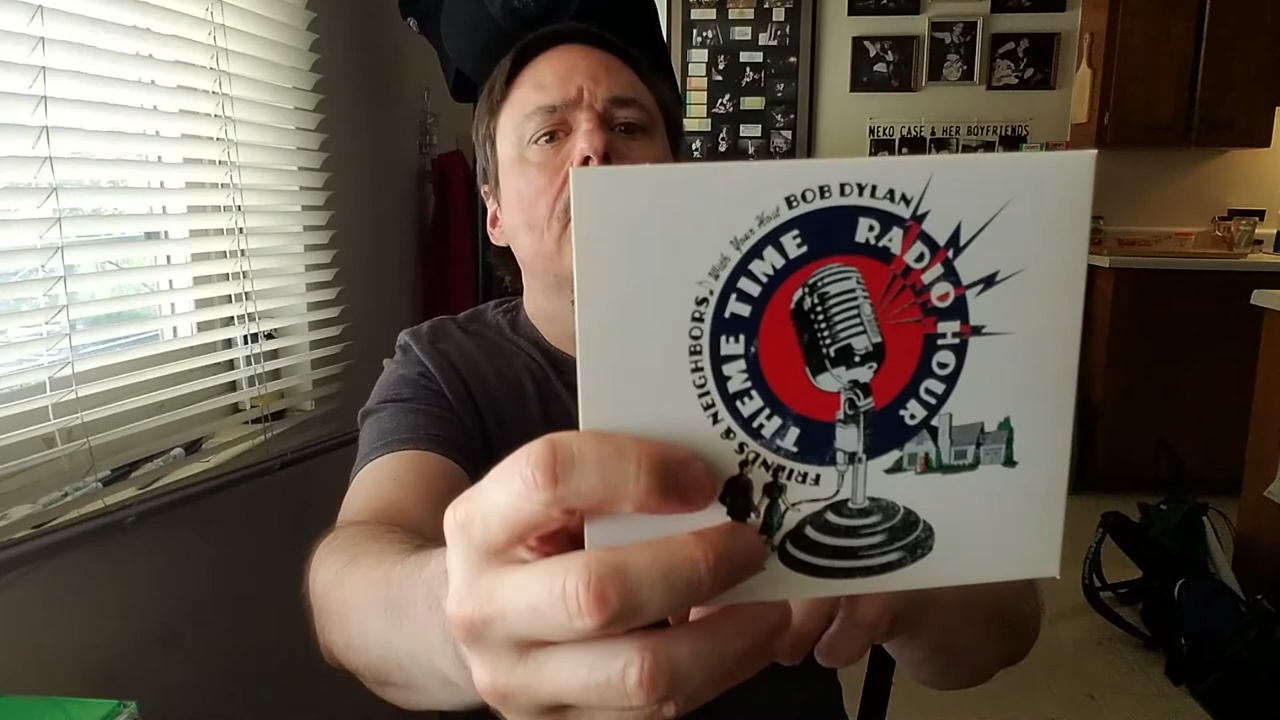 NEKO CASE & HER BOYFRIENDS
FRIENDS & NEIGHBORS, With Your Host BOB DYLAN
THEME TIME RADIO HOUR